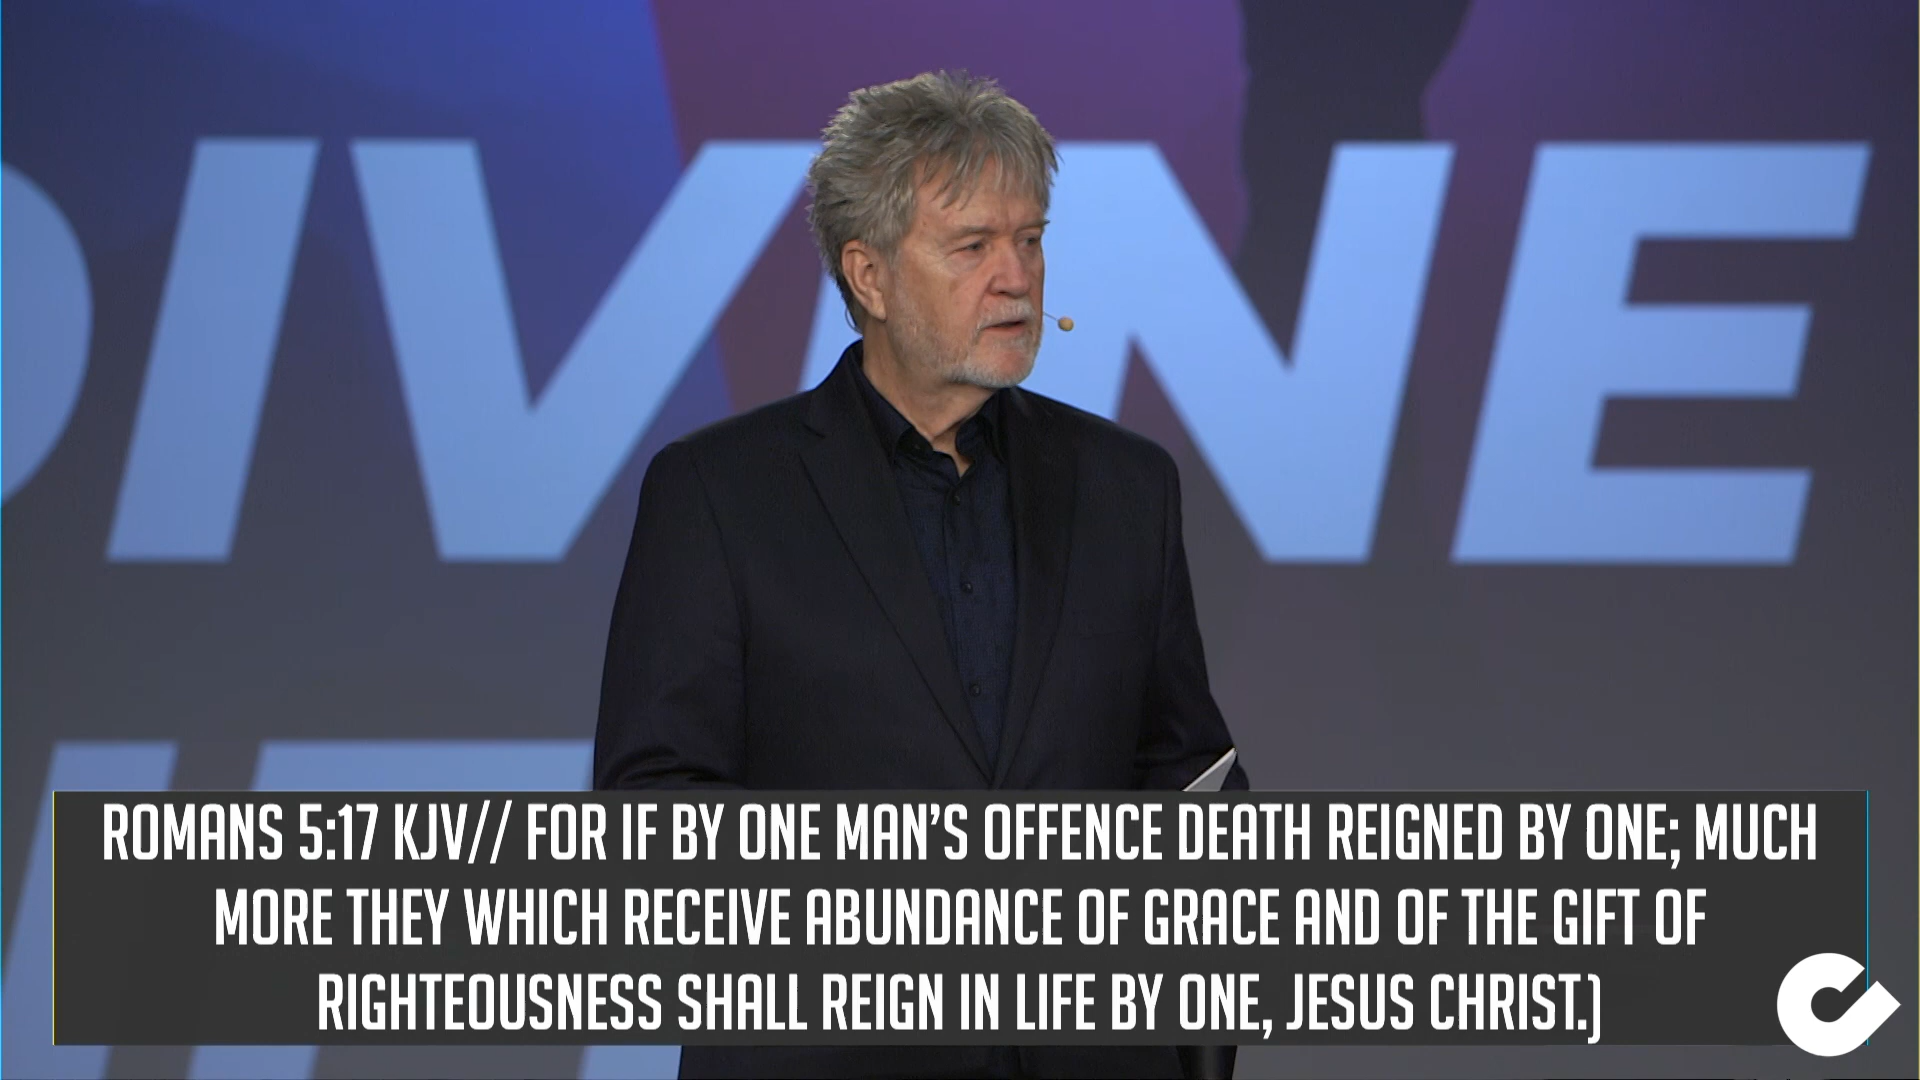 DIVINE
ROMANS 5:17 KJV// FOR IF BY ONE MAN’S OFFENCE DEATH REIGNED BY ONE; MUCH
MORE THEY WHICH RECEIVE ABUNDANCE OF GRACE AND OF THE GIFT OF
RIGHTEOUSNESS SHALL REIGN IN LIFE BY ONE, JESUS CHRIST.)